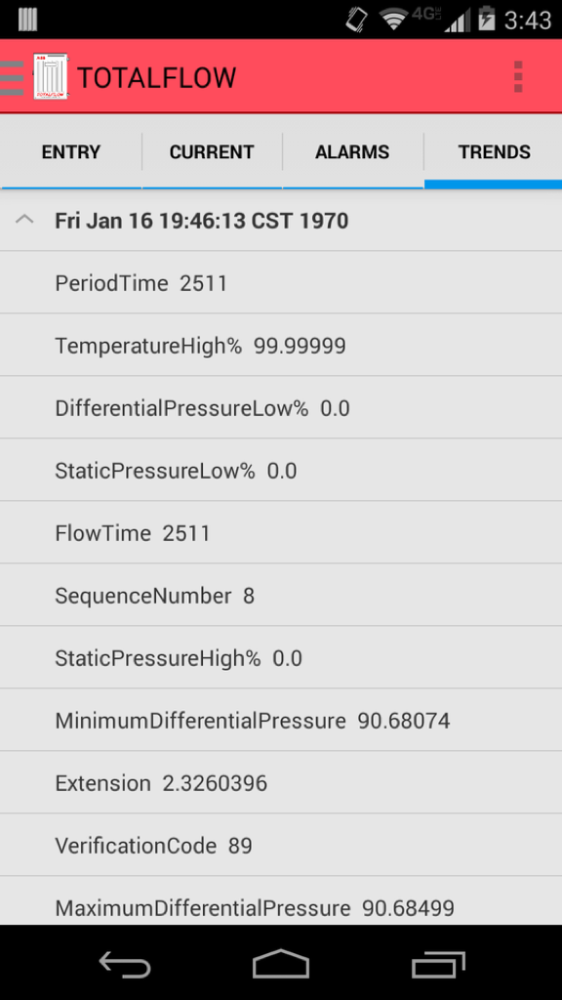 4G
3:43
TOTALFLOW
ENTRY
CURRENT
ALARMS
TRENDS
Fri Jan 16 19:46:13 CST 1970
PeriodTime 2511
TemperatureHigh% 99.99999
DifferentialPressureLow% 0.0
StaticPressureLow% 0.0
FlowTime 2511
SequenceNumber 8
StaticPressureHigh% 0.0
MinimumDifferentialPressure 90.68074
Extension 2.3260396
VerificationCode 89
MaximumDifferentialPressure 90.68499